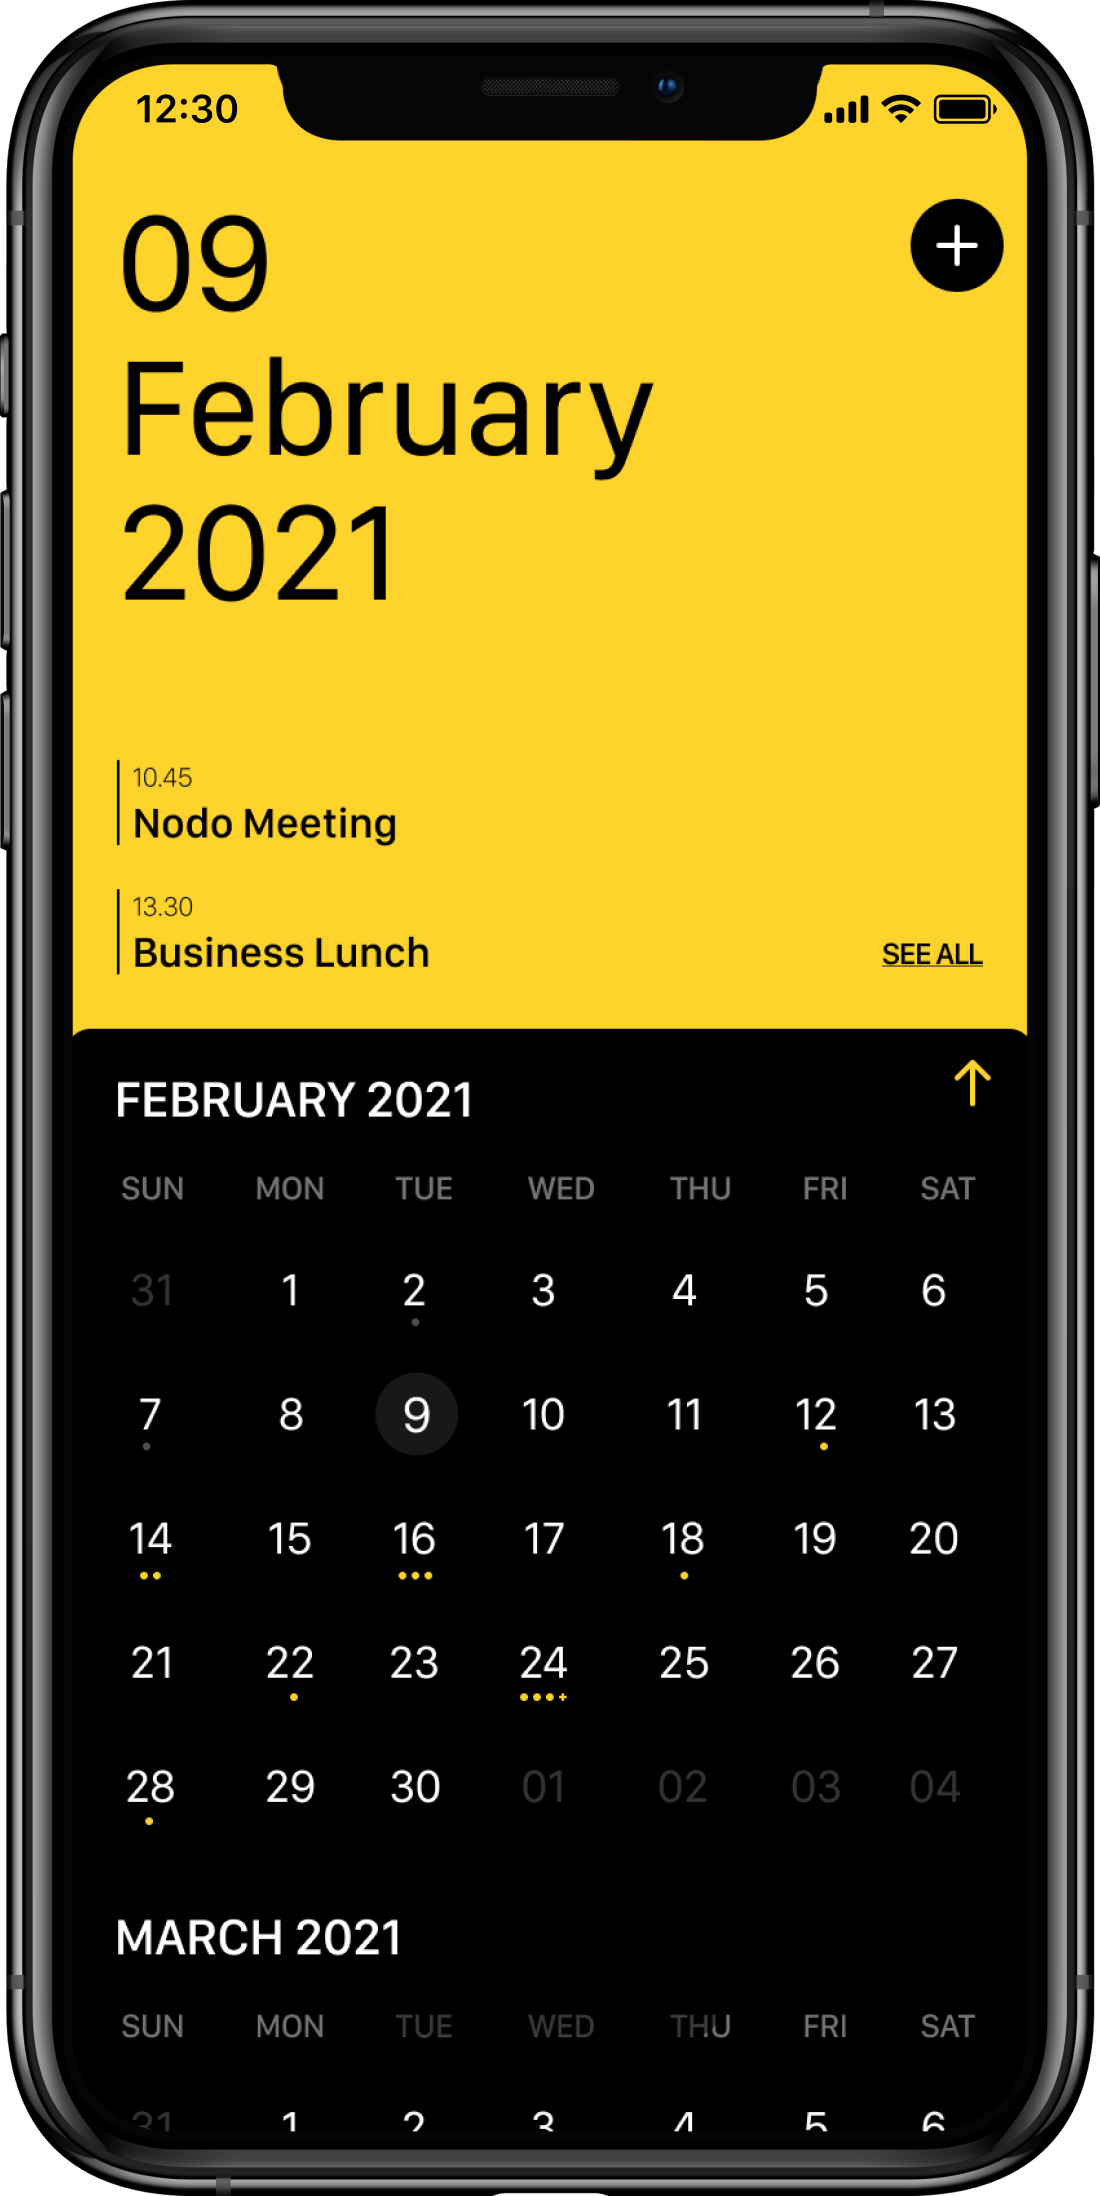 12:30
09
February
2021
10.45
Nodo Meeting
13.30
Business Lunch
SEE ALL
FEBRUARY 2021
SUN MON TUE WED THU FRI SAT
31 1 2 3 4 5 6
7 8 9 10 11 12 13
14 15 16 17 18 19 20
21 22 23 24 25 26 27
28 29 30 01 02 03 04
MARCH 2021
SUN MON TUE WED THU FRI SAT
31 1 2 3 4 5 6